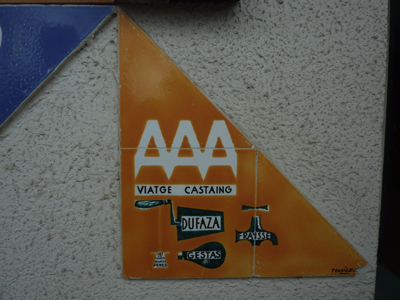 AAA
VIATGE CASTAING
DUFAZA
FRAYSSE
GESTAS